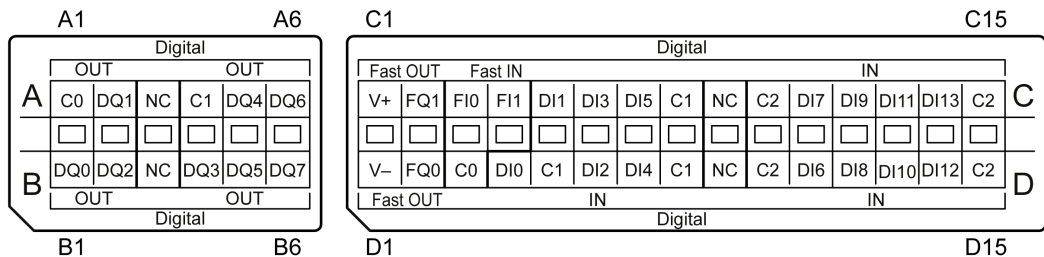 A1 A6 C1 C15
Digital Digital
OUT OUT Fast OUT Fast IN IN
A C0 DQ1 NC C1 DQ4 DQ6 V+ FQ1 FI0 FI1 DI1 DI3 DI5 C1 NC C2 DI7 DI9 DI11 DI13 C2 C
B DQ0 DQ2 NC DQ3 DQ5 DQ7 V– FQ0 C0 DI0 C1 DI2 DI4 C1 NC C2 DI6 DI8 DI10 DI12 C2 D
OUT OUT Fast OUT IN IN
Digital Digital
B1 B6 D1 D15